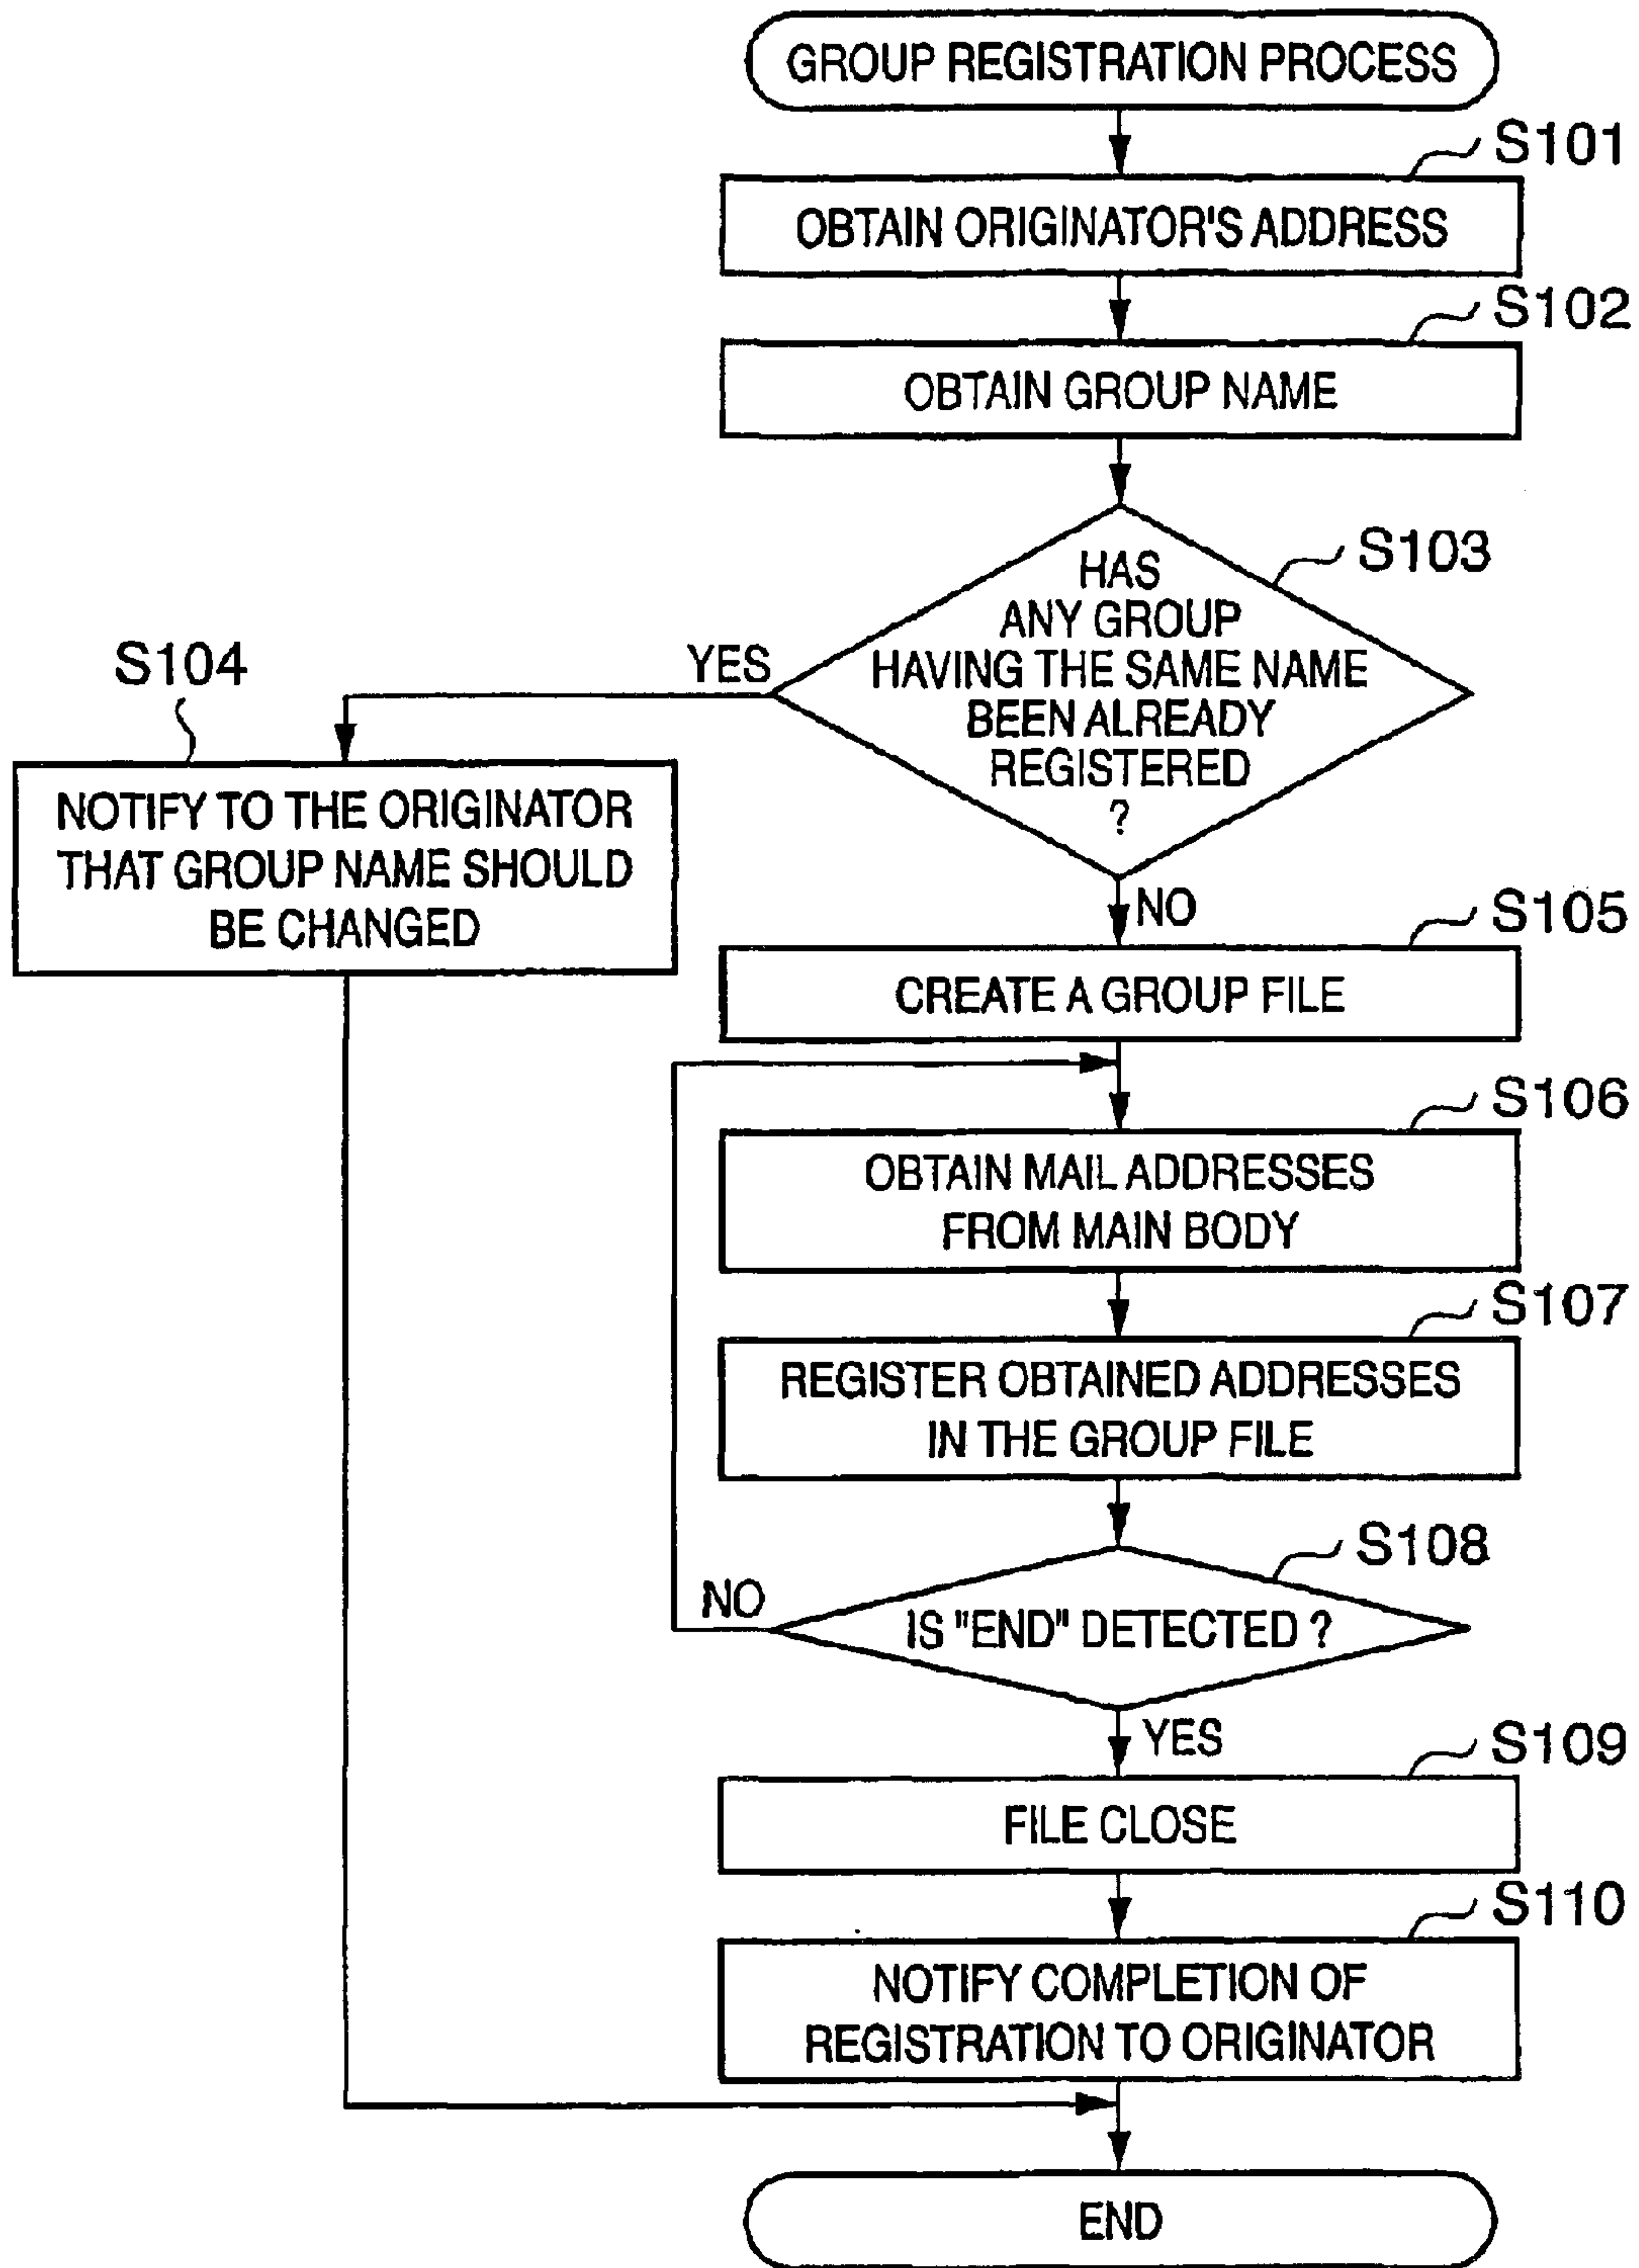 GROUP REGISTRATION PROCESS
S101
OBTAIN ORIGINATOR'S ADDRESS
S102
OBTAIN GROUP NAME
S103
HAS
ANY GROUP
HAVING THE SAME NAME
BEEN ALREADY
REGISTERED
?
YES
S104
NOTIFY TO THE ORIGINATOR
THAT GROUP NAME SHOULD
BE CHANGED
NO
S105
CREATE A GROUP FILE
S106
OBTAIN MAIL ADDRESSES
FROM MAIN BODY
S107
REGISTER OBTAINED ADDRESSES
IN THE GROUP FILE
S108
IS "END" DETECTED ?
NO
YES
S109
FILE CLOSE
S110
NOTIFY COMPLETION OF
REGISTRATION TO ORIGINATOR
END